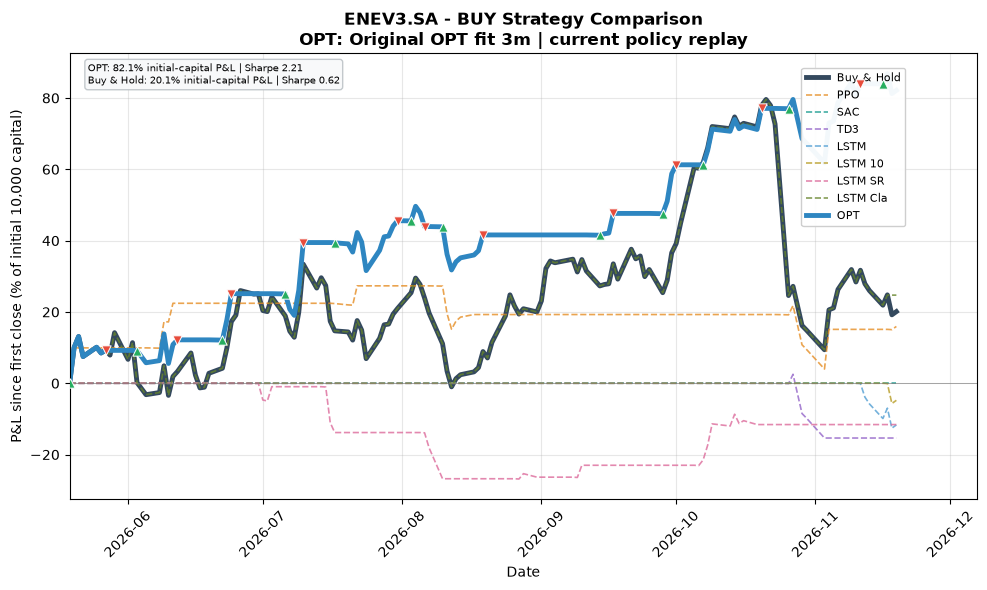 ENEV3.SA - BUY Strategy Comparison
OPT: Original OPT fit 3m | current policy replay
OPT: 82.1% initial-capital P&L | Sharpe 2.21
Buy & Hold: 20.1% initial-capital P&L | Sharpe 0.62
Buy & Hold
PPO
SAC
TD3
LSTM
LSTM 10
LSTM SR
LSTM Cla
OPT
P&L since first close (% of initial 10,000 capital)
80
60
40
20
0
−20
2026-06
2026-07
2026-08
2026-09
2026-10
2026-11
2026-12
Date